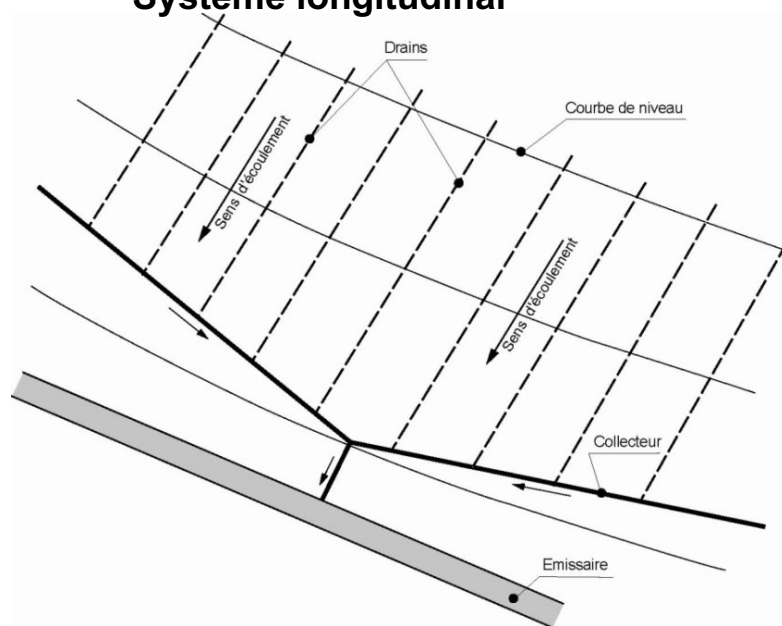 Système longitudinal
Drains
Courbe de niveau
Sens d'écoulement
Sens d'écoulement
Collecteur
Emissaire